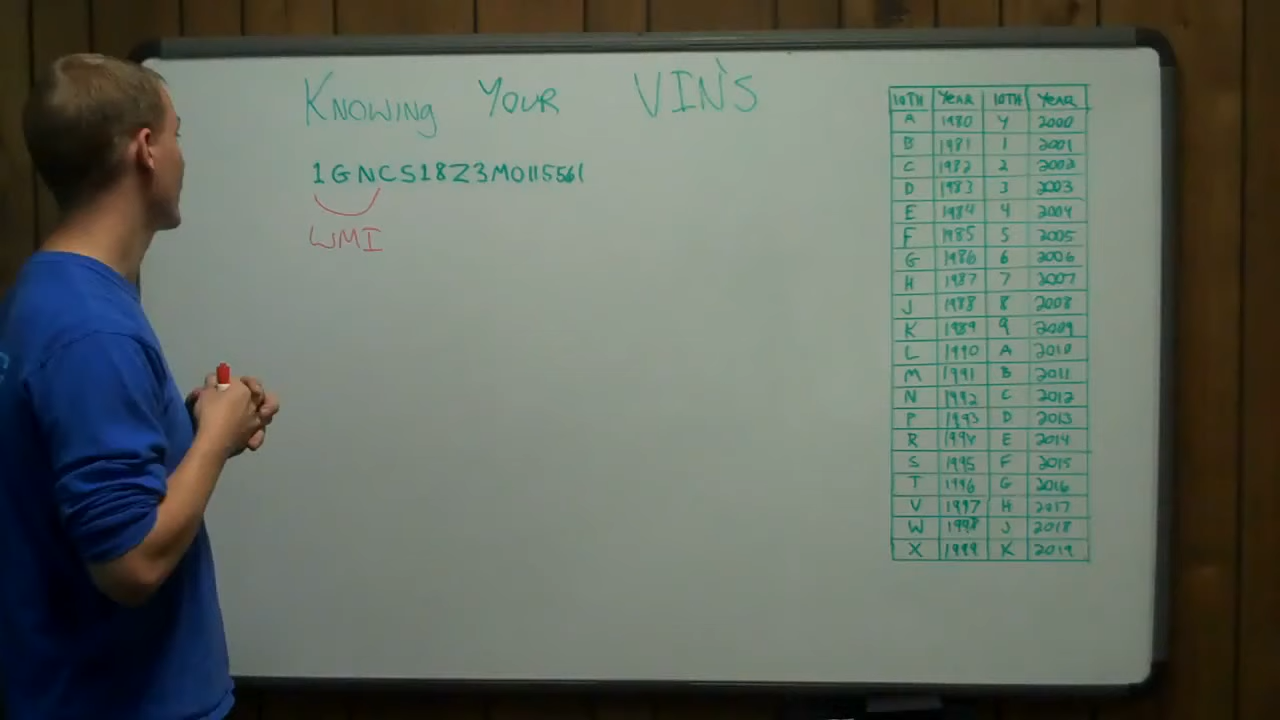 KNOWING YOUR VIN'S
1GNCS18Z3M0115561
WMI
10TH YEAR 10TH YEAR
A 1980 Y 2000
B 1981 1 2001
C 1982 2 2002
D 1983 3 2003
E 1984 4 2004
F 1985 5 2005
G 1986 6 2006
H 1987 7 2007
J 1988 8 2008
K 1989 9 2009
L 1990 A 2010
M 1991 B 2011
N 1992 C 2012
P 1993 D 2013
R 1994 E 2014
S 1995 F 2015
T 1996 G 2016
V 1997 H 2017
W 1998 J 2018
X 1999 K 2019